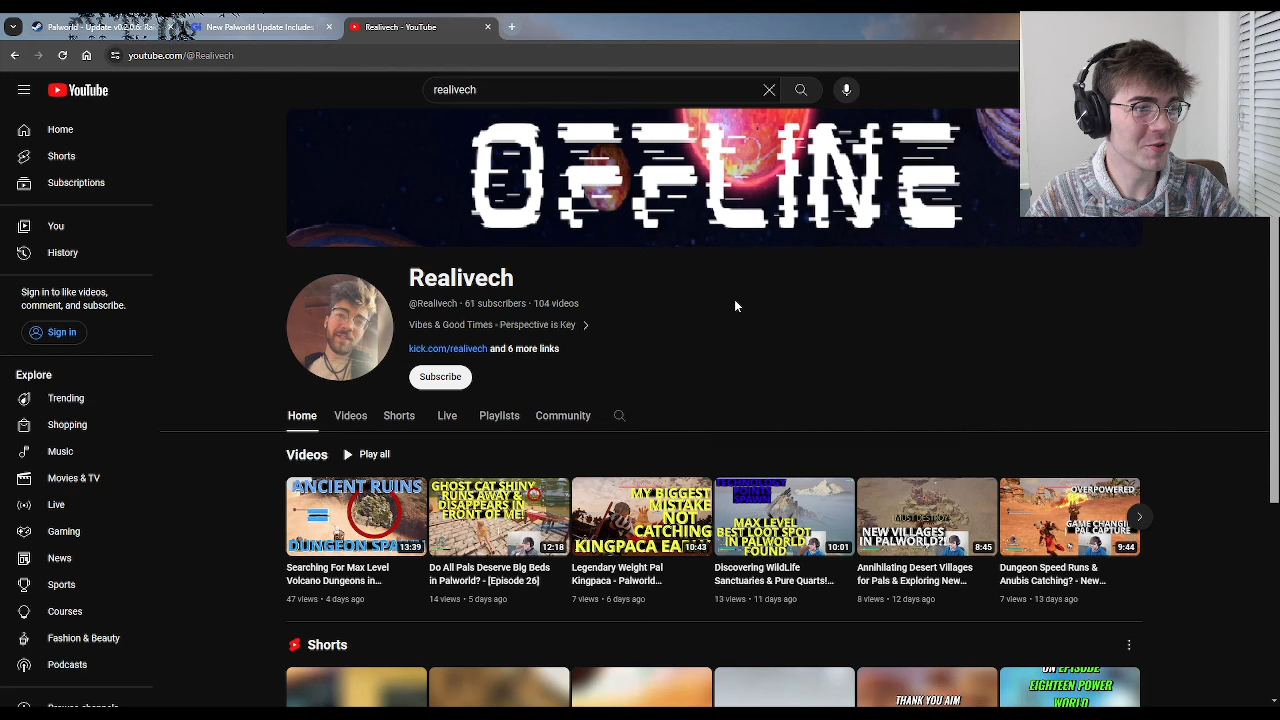 Palworld - Update v0.2.0.6: Ra
New Palworld Update Includes
Realivech - YouTube
youtube.com/@Realivech
YouTube
realivech
OFFLINE
Home
Shorts
Subscriptions
You
History
Sign in to like videos,
comment, and subscribe.
Sign in
Explore
Trending
Shopping
Music
Movies & TV
Live
Gaming
News
Sports
Courses
Fashion & Beauty
Podcasts
Realivech
@Realivech · 61 subscribers · 104 videos
Vibes & Good Times - Perspective is Key
kick.com/realivech and 6 more links
Subscribe
Home Videos Shorts Live Playlists Community
Videos Play all
ANCIENT RUINS
13:39
GHOST CAT SHINY
RUNS AWAY &
DISAPPEARS IN
FRONT OF ME!
12:18
MY BIGGEST
MISTAKE
NOT
CATCHING
KINGPACA
10:43
TECHNOLOGY
POINTS
SPAWN
MAX LEVEL
BEST LOOT SPOT
IN PALWORLD
FOUND
10:01
MUST DESTROY
NEW VILLAGES
IN PALWORLD?!
8:45
OVERPOWERED
GAME CHANGING
PAL CAPTURE
9:44
Searching For Max Level
Volcano Dungeons in...
47 views · 4 days ago
Do All Pals Deserve Big Beds
in Palworld? - [Episode 26]
14 views · 5 days ago
Legendary Weight Pal
Kingpaca - Palworld...
7 views · 6 days ago
Discovering WildLife
Sanctuaries & Pure Quarts!...
13 views · 11 days ago
Annihilating Desert Villages
for Pals & Exploring New...
8 views · 12 days ago
Dungeon Speed Runs &
Anubis Catching? - New...
7 views · 13 days ago
Shorts
THANK YOU AIM
ON EPISODE
EIGHTEEN POWER
WORLD